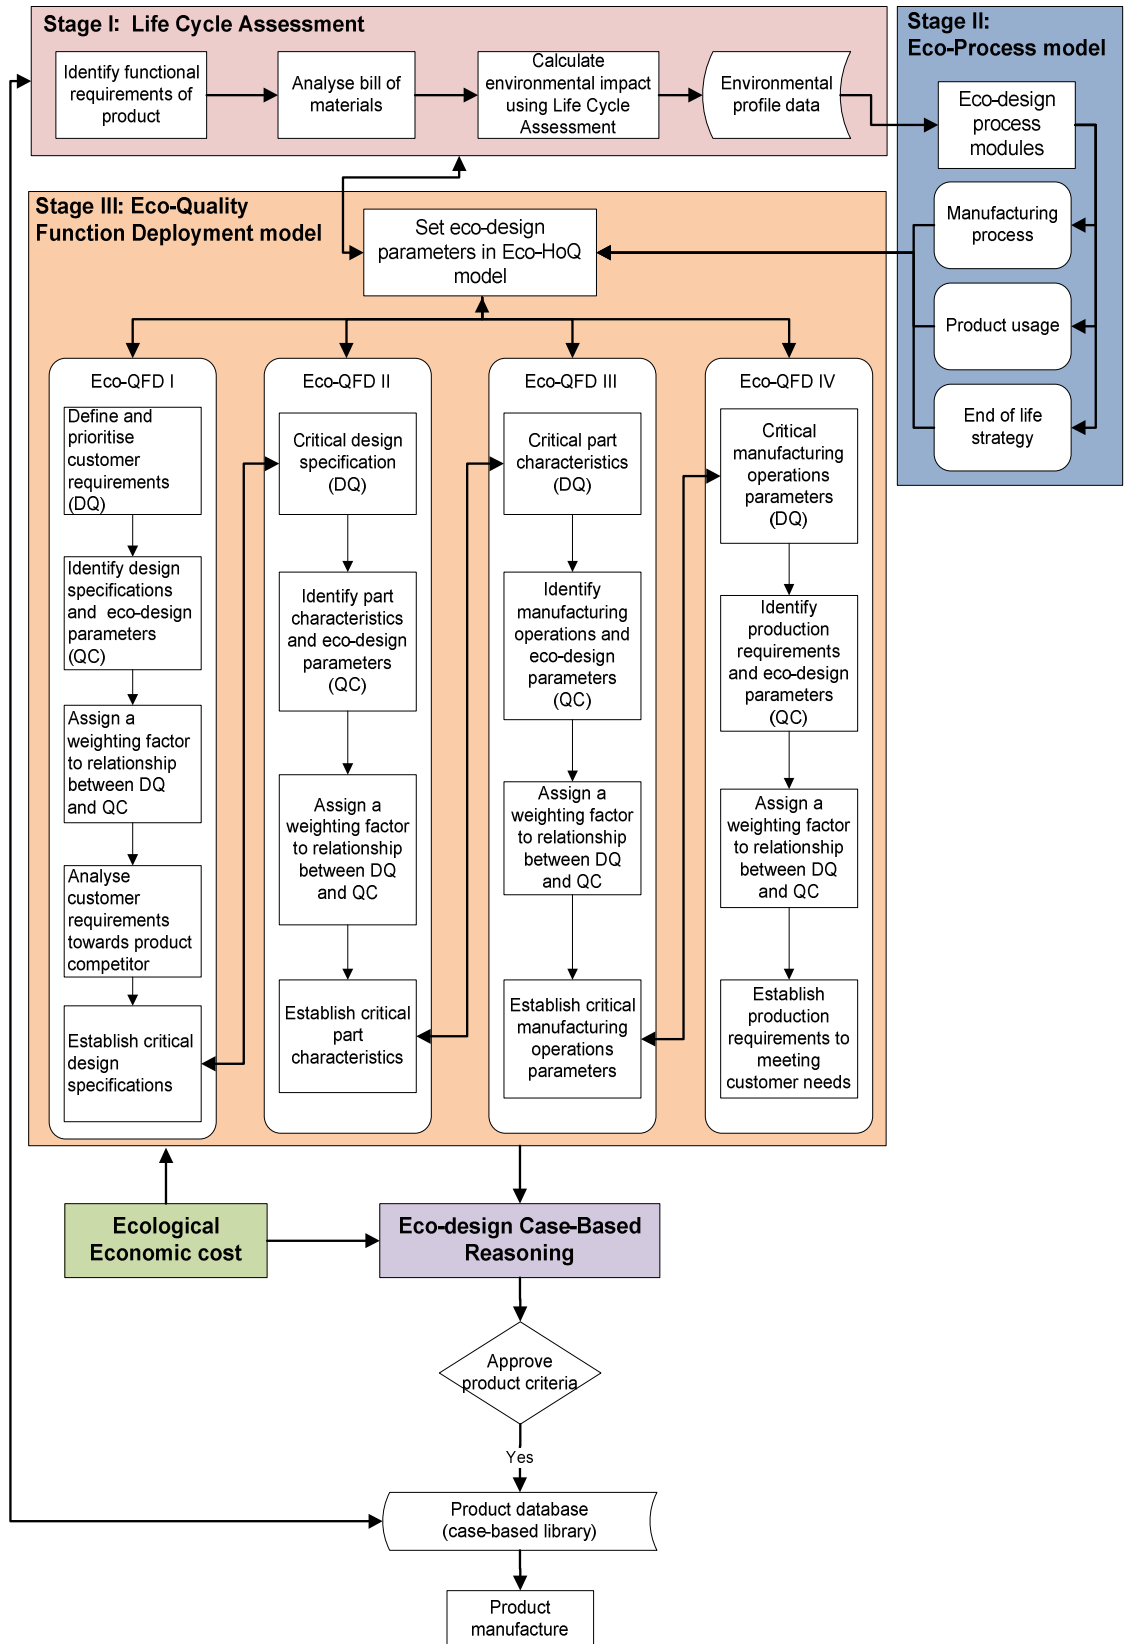 Stage I:  Life Cycle Assessment
Identify functional
requirements of
product
Analyse bill of
materials
Calculate
environmental impact
using Life Cycle
Assessment
Environmental
profile data
Stage II:
Eco-Process model
Eco-design
process
modules
Manufacturing
process
Product usage
End of life
strategy
Stage III: Eco-Quality
Function Deployment model
Set eco-design
parameters in Eco-HoQ
model
Eco-QFD I
Define and
prioritise
customer
requirements
(DQ)
Identify design
specifications
and  eco-design
parameters
(QC)
Assign a
weighting factor
to relationship
between DQ
and QC
Analyse
customer
requirements
towards product
competitor
Establish critical
design
specifications
Eco-QFD II
Critical design
specification
(DQ)
Identify part
characteristics
and eco-design
parameters
(QC)
Assign a
weighting factor
to relationship
between DQ
and QC
Establish critical
part
characteristics
Eco-QFD III
Critical part
characteristics
(DQ)
Identify
manufacturing
operations and
eco-design
parameters
(QC)
Assign a
weighting factor
to relationship
between DQ
and QC
Establish critical
manufacturing
operations
parameters
Eco-QFD IV
Critical
manufacturing
operations
parameters
(DQ)
Identify
production
requirements
and eco-design
parameters
(QC)
Assign a
weighting factor
to relationship
between DQ
and QC
Establish
production
requirements to
meeting
customer needs
Ecological
Economic cost
Eco-design Case-Based
Reasoning
Approve
product criteria
Yes
Product database
(case-based library)
Product
manufacture